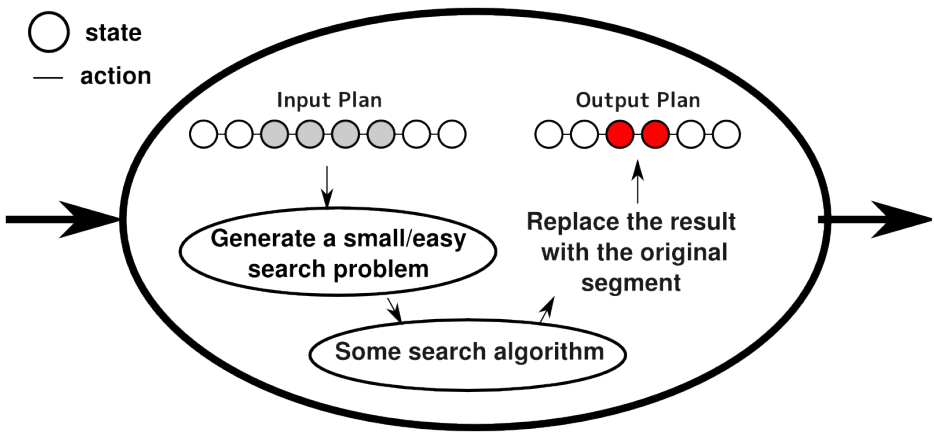 state
action
Input Plan
Output Plan
Generate a small/easy
search problem
Replace the result
with the original
segment
Some search algorithm